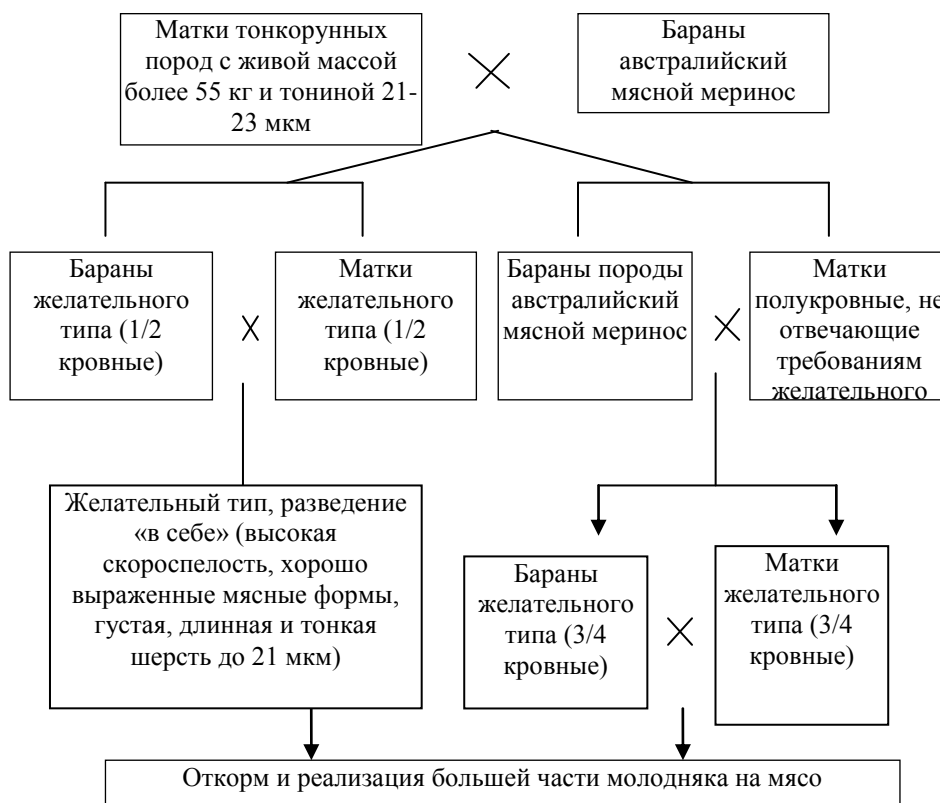 Матки тонкорунных
пород с живой массой
более 55 кг и тониной 21-
23 мкм
Бараны
австралийский
мясной меринос
Бараны
желательного
типа (1/2
кровные)
Матки
желательного
типа (1/2
кровные)
Бараны породы
австралийский
мясной меринос
Матки
полукровные, не
отвечающие
требованиям
желательного
Желательный тип, разведение
«в себе» (высокая
скороспелость, хорошо
выраженные мясные формы,
густая, длинная и тонкая
шерсть до 21 мкм)
Бараны
желательного
типа (3/4
кровные)
Матки
желательного
типа (3/4
кровные)
Откорм и реализация большей части молодняка на мясо